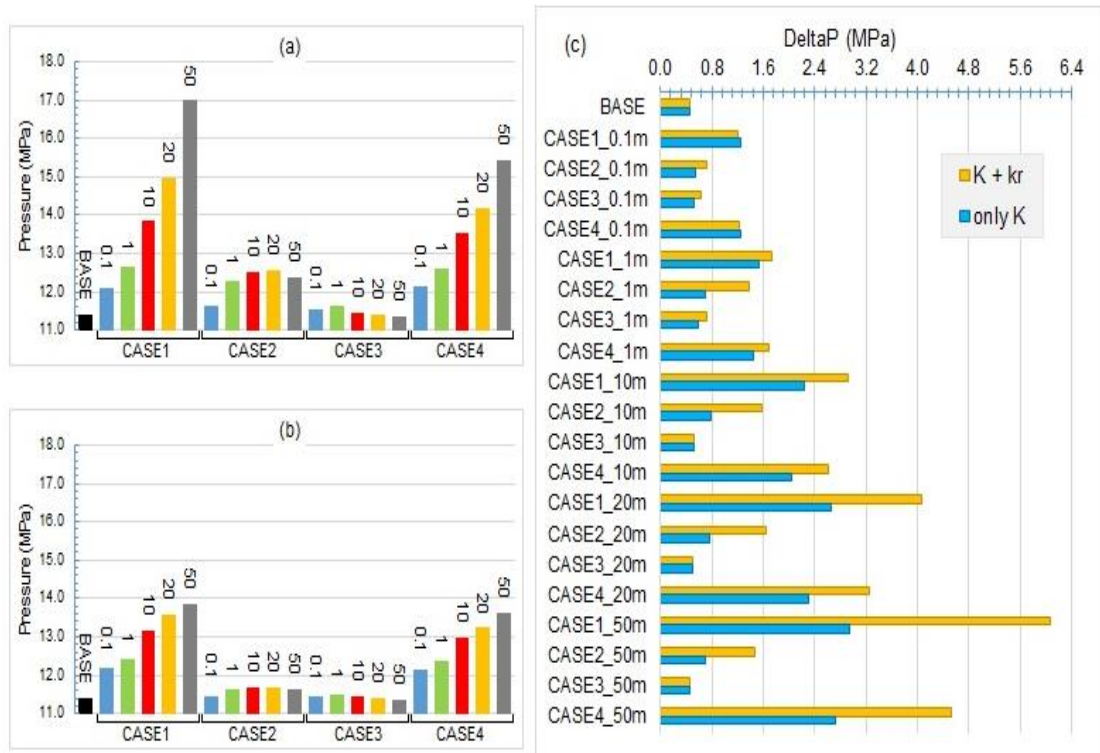 (a)
18.0
17.0
16.0
15.0
14.0
13.0
12.0
11.0
Pressure (MPa)
BASE
0.1
1
10
20
50
0.1
1
10
20
50
0.1
1
10
20
50
0.1
1
10
20
50
CASE1
CASE2
CASE3
CASE4
(b)
18.0
17.0
16.0
15.0
14.0
13.0
12.0
11.0
Pressure (MPa)
BASE
0.1
1
10
20
50
0.1
1
10
20
50
0.1
1
10
20
50
0.1
1
10
20
50
CASE1
CASE2
CASE3
CASE4
(c)
DeltaP (MPa)
0.0 0.8 1.6 2.4 3.2 4.0 4.8 5.6 6.4
BASE
CASE1_0.1m
CASE2_0.1m
CASE3_0.1m
CASE4_0.1m
CASE1_1m
CASE2_1m
CASE3_1m
CASE4_1m
CASE1_10m
CASE2_10m
CASE3_10m
CASE4_10m
CASE1_20m
CASE2_20m
CASE3_20m
CASE4_20m
CASE1_50m
CASE2_50m
CASE3_50m
CASE4_50m
K + kr
only K